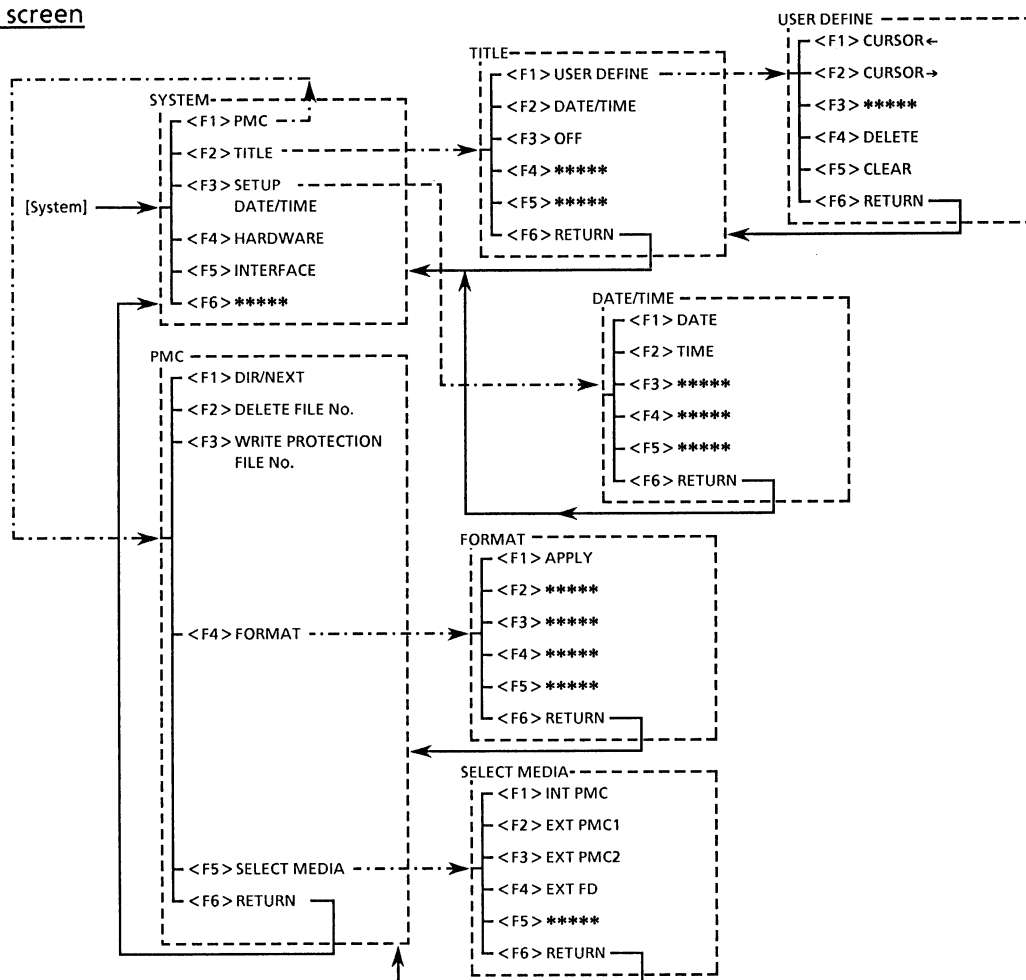 screen
[System]
SYSTEM
<F1> PMC
<F2> TITLE
<F3> SETUP
DATE/TIME
<F4> HARDWARE
<F5> INTERFACE
<F6> *****
TITLE
<F1> USER DEFINE
<F2> DATE/TIME
<F3> OFF
<F4> *****
<F5> *****
<F6> RETURN
USER DEFINE
<F1> CURSOR←
<F2> CURSOR→
<F3> *****
<F4> DELETE
<F5> CLEAR
<F6> RETURN
DATE/TIME
<F1> DATE
<F2> TIME
<F3> *****
<F4> *****
<F5> *****
<F6> RETURN
PMC
<F1> DIR/NEXT
<F2> DELETE FILE No.
<F3> WRITE PROTECTION
FILE No.
<F4> FORMAT
<F5> SELECT MEDIA
<F6> RETURN
FORMAT
<F1> APPLY
<F2> *****
<F3> *****
<F4> *****
<F5> *****
<F6> RETURN
SELECT MEDIA
<F1> INT PMC
<F2> EXT PMC1
<F3> EXT PMC2
<F4> EXT FD
<F5> *****
<F6> RETURN